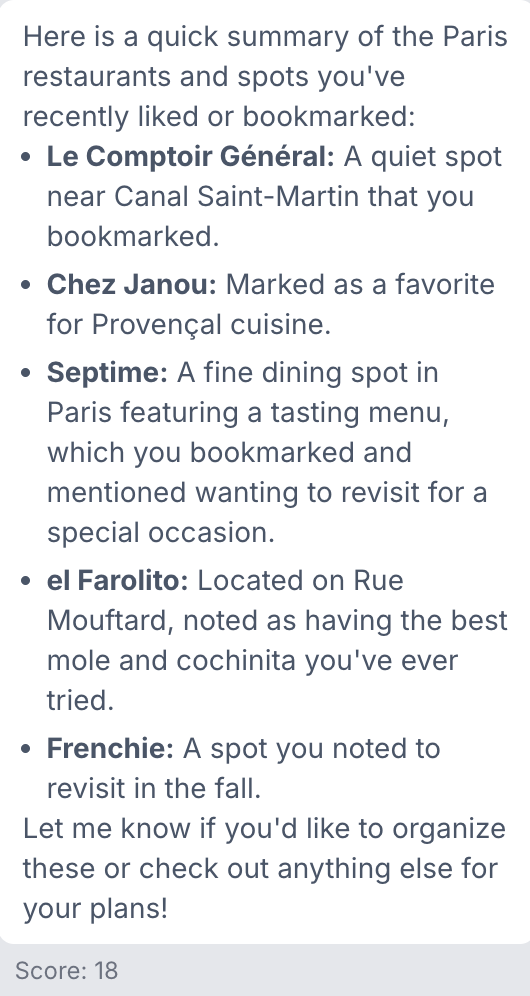 Here is a quick summary of the Paris
restaurants and spots you've
recently liked or bookmarked:
• Le Comptoir Général: A quiet spot
near Canal Saint-Martin that you
bookmarked.
• Chez Janou: Marked as a favorite
for Provençal cuisine.
• Septime: A fine dining spot in
Paris featuring a tasting menu,
which you bookmarked and
mentioned wanting to revisit for a
special occasion.
• el Farolito: Located on Rue
Mouftard, noted as having the best
mole and cochinita you've ever
tried.
• Frenchie: A spot you noted to
revisit in the fall.
Let me know if you'd like to organize
these or check out anything else for
your plans!
Score: 18